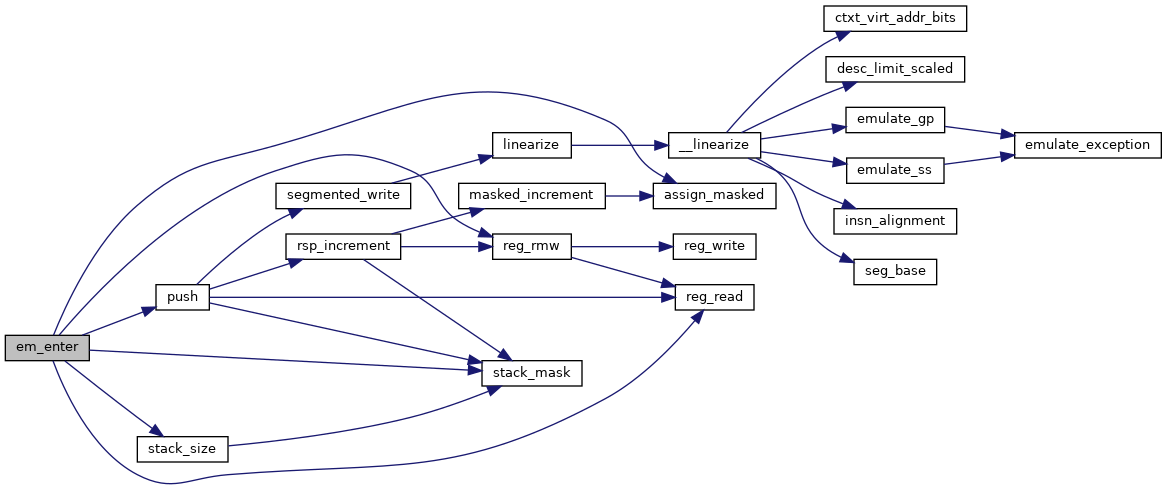 ctxt_virt_addr_bits
desc_limit_scaled
emulate_gp
linearize
__linearize
emulate_exception
emulate_ss
segmented_write
masked_increment
assign_masked
insn_alignment
rsp_increment
reg_rmw
reg_write
seg_base
push
reg_read
em_enter
stack_mask
stack_size